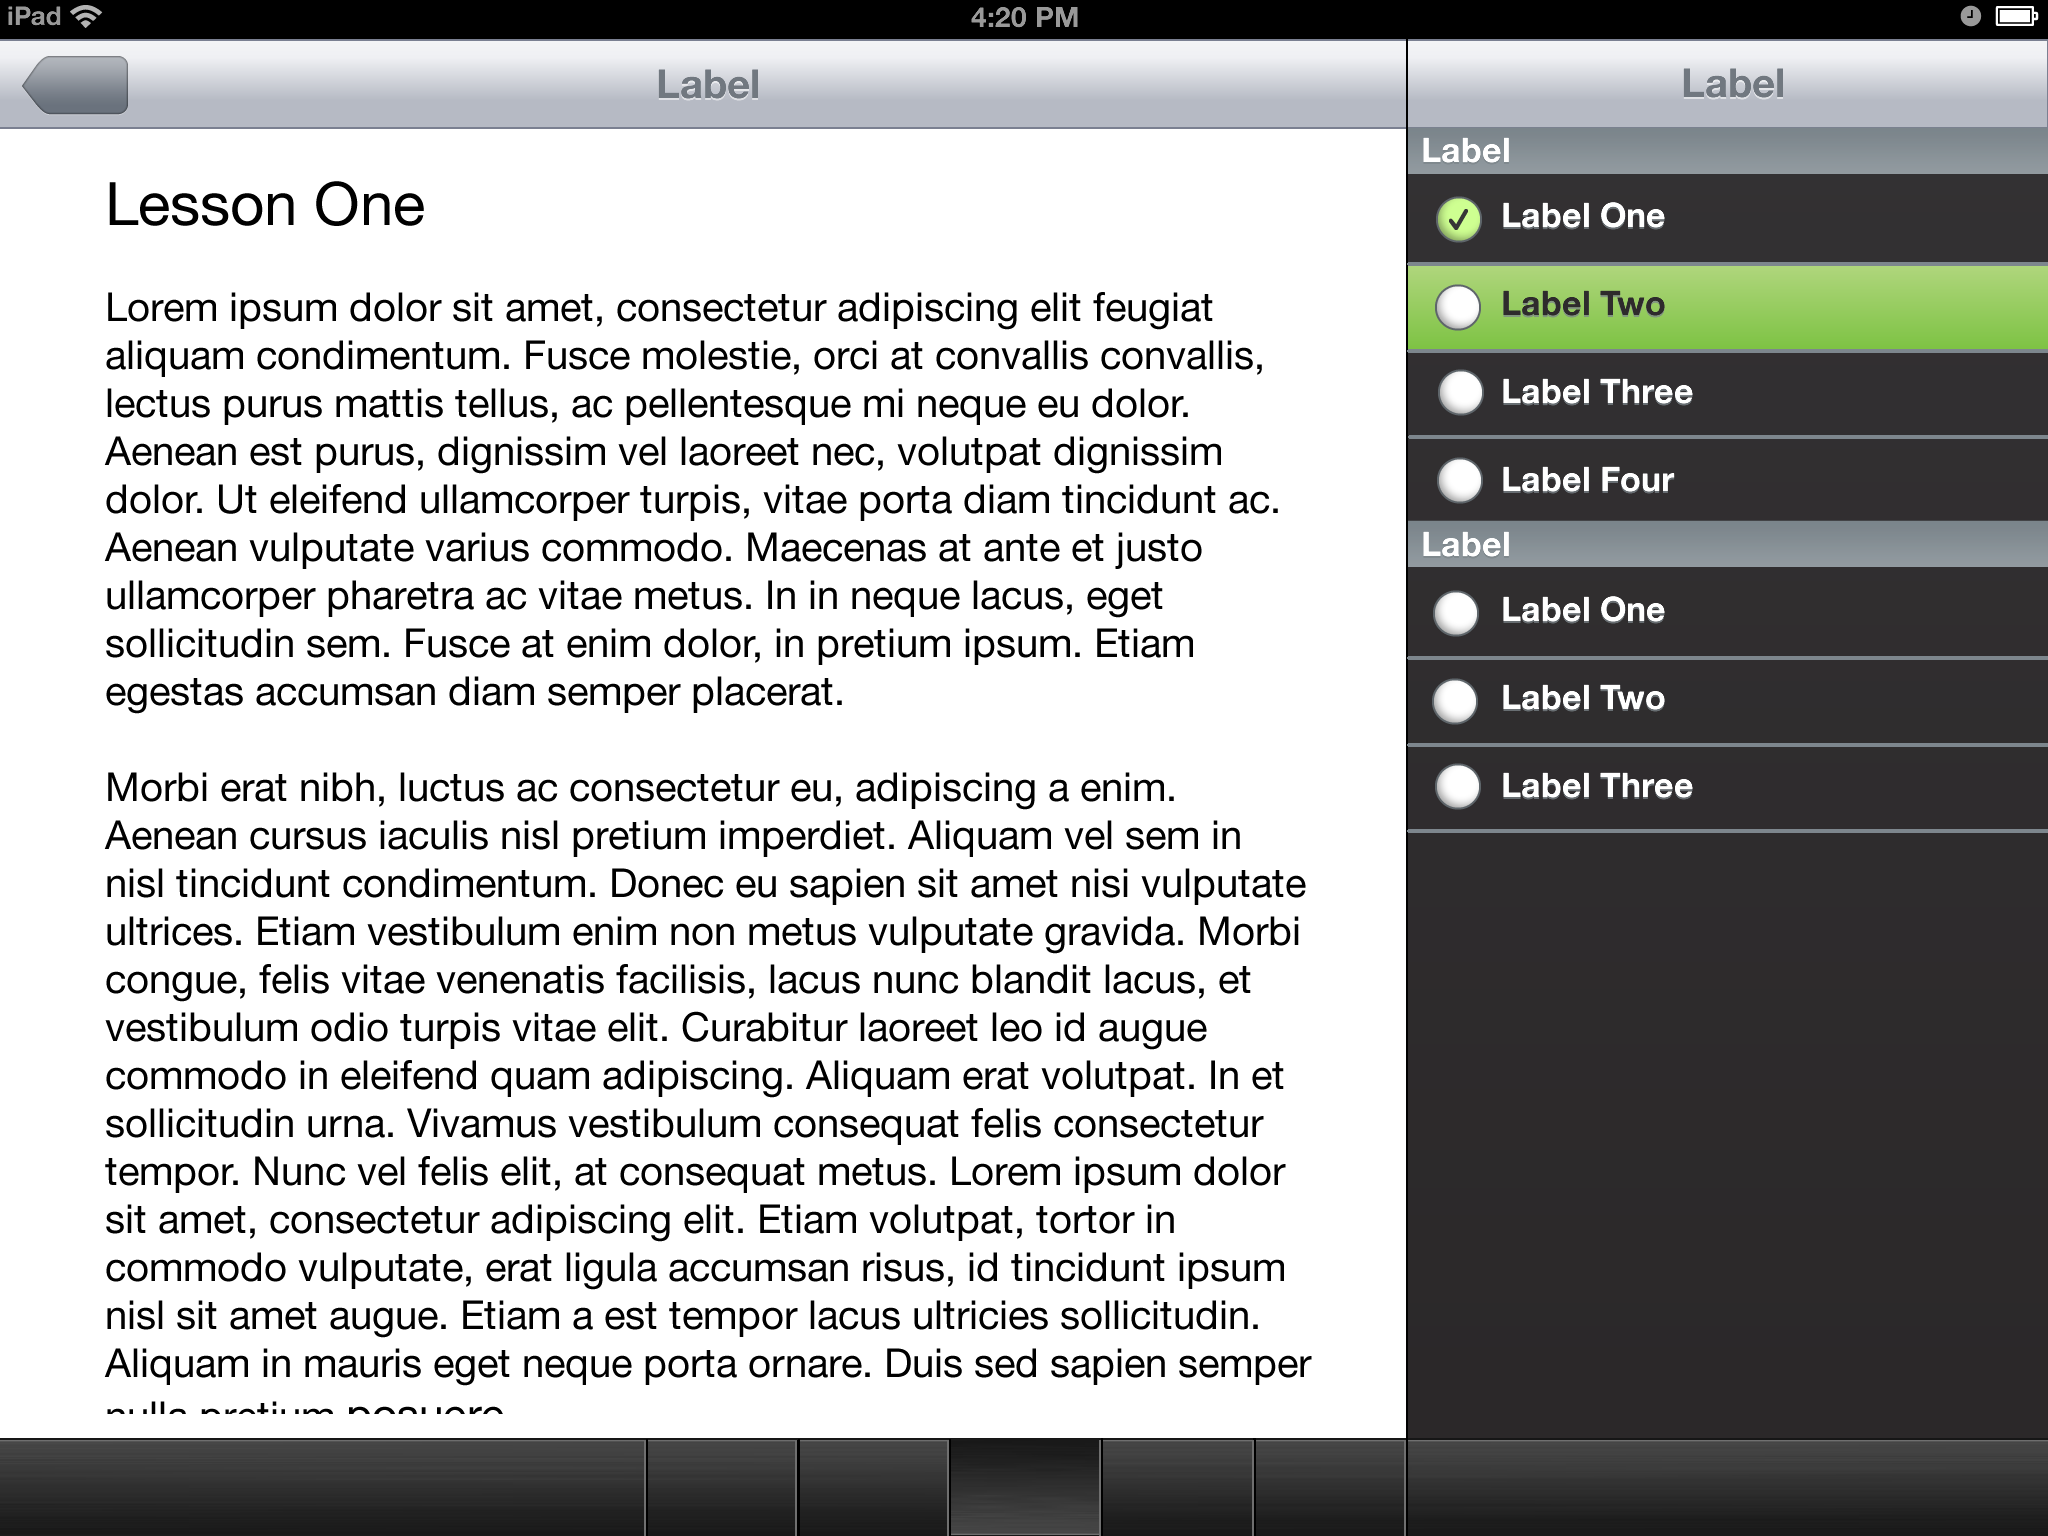 iPad
4:20 PM
Label
Lesson One
Lorem ipsum dolor sit amet, consectetur adipiscing elit feugiat
aliquam condimentum. Fusce molestie, orci at convallis convallis,
lectus purus mattis tellus, ac pellentesque mi neque eu dolor.
Aenean est purus, dignissim vel laoreet nec, volutpat dignissim
dolor. Ut eleifend ullamcorper turpis, vitae porta diam tincidunt ac.
Aenean vulputate varius commodo. Maecenas at ante et justo
ullamcorper pharetra ac vitae metus. In in neque lacus, eget
sollicitudin sem. Fusce at enim dolor, in pretium ipsum. Etiam
egestas accumsan diam semper placerat.
Morbi erat nibh, luctus ac consectetur eu, adipiscing a enim.
Aenean cursus iaculis nisl pretium imperdiet. Aliquam vel sem in
nisl tincidunt condimentum. Donec eu sapien sit amet nisi vulputate
ultrices. Etiam vestibulum enim non metus vulputate gravida. Morbi
congue, felis vitae venenatis facilisis, lacus nunc blandit lacus, et
vestibulum odio turpis vitae elit. Curabitur laoreet leo id augue
commodo in eleifend quam adipiscing. Aliquam erat volutpat. In et
sollicitudin urna. Vivamus vestibulum consequat felis consectetur
tempor. Nunc vel felis elit, at consequat metus. Lorem ipsum dolor
sit amet, consectetur adipiscing elit. Etiam volutpat, tortor in
commodo vulputate, erat ligula accumsan risus, id tincidunt ipsum
nisl sit amet augue. Etiam a est tempor lacus ultricies sollicitudin.
Aliquam in mauris eget neque porta ornare. Duis sed sapien semper
nulla pretium posuere
Label
Label
Label One
Label Two
Label Three
Label Four
Label
Label One
Label Two
Label Three